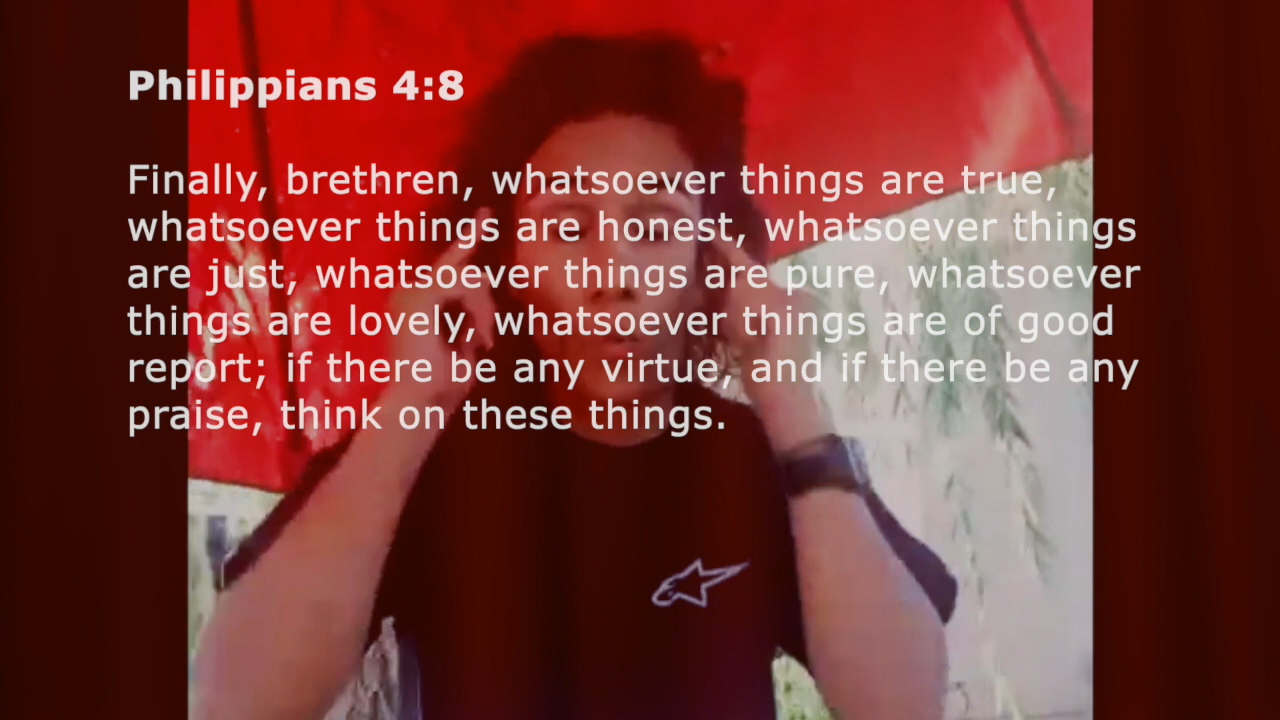 Philippians 4:8
Finally, brethren, whatsoever things are true,
whatsoever things are honest, whatsoever things
are just, whatsoever things are pure, whatsoever
things are lovely, whatsoever things are of good
report; if there be any virtue, and if there be any
praise, think on these things.